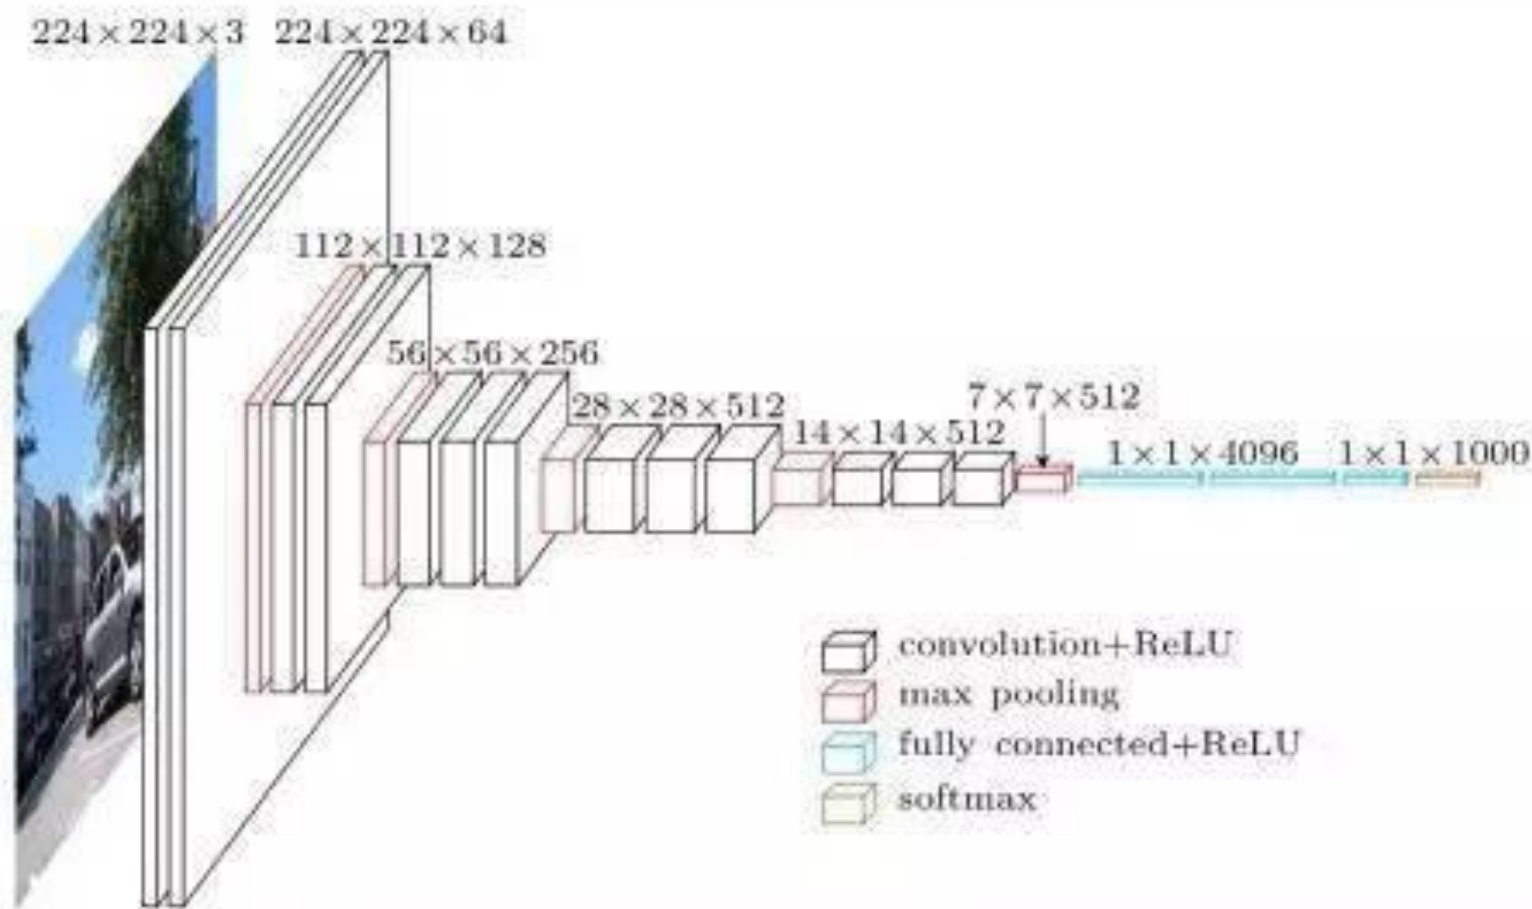 224×224×3
224×224×64
112×112×128
56×56×256
28×28×512
14×14×512
7×7×512
1×1×4096
1×1×1000
convolution+ReLU
max pooling
fully connected+ReLU
softmax